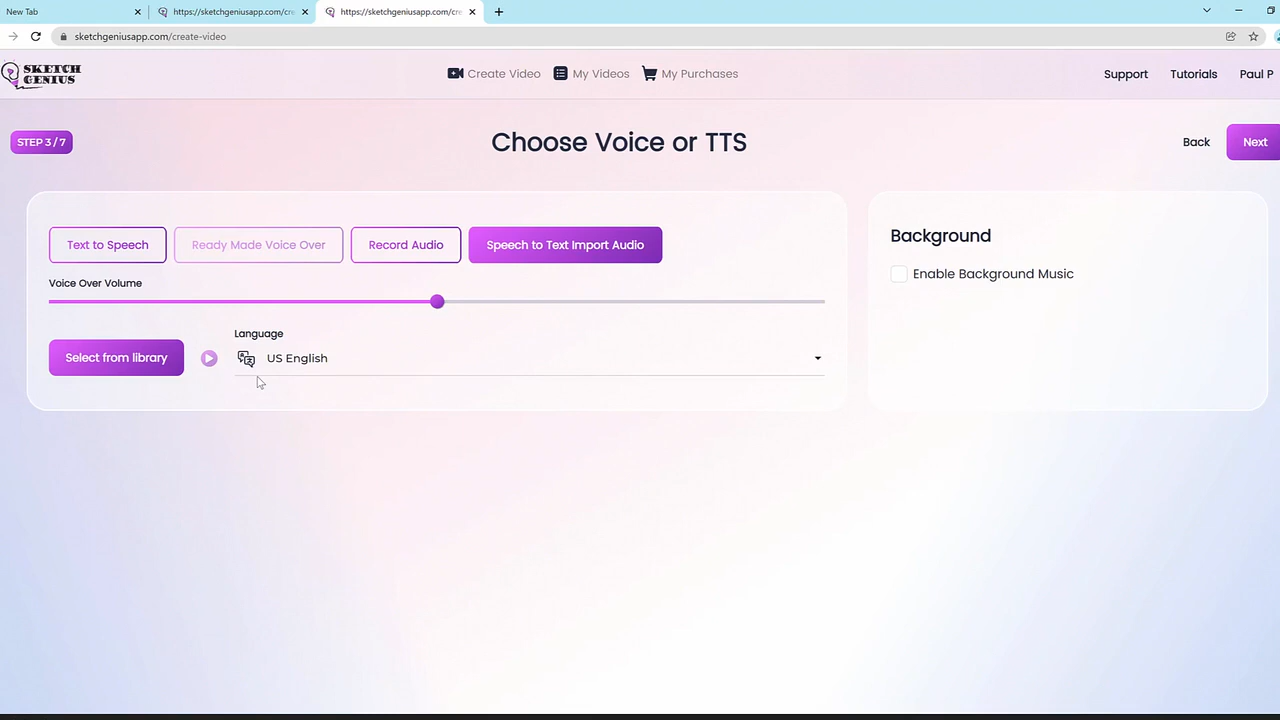 New Tab
https://sketchgeniusapp.com/cre
https://sketchgeniusapp.com/cre
sketchgeniusapp.com/create-video
SKETCH
GENIUS
Create Video My Videos My Purchases
Support Tutorials Paul P
STEP 3 / 7
Choose Voice or TTS
Back Next
Text to Speech Ready Made Voice Over Record Audio Speech to Text Import Audio
Voice Over Volume
Select from library
Language
US English
Background
Enable Background Music